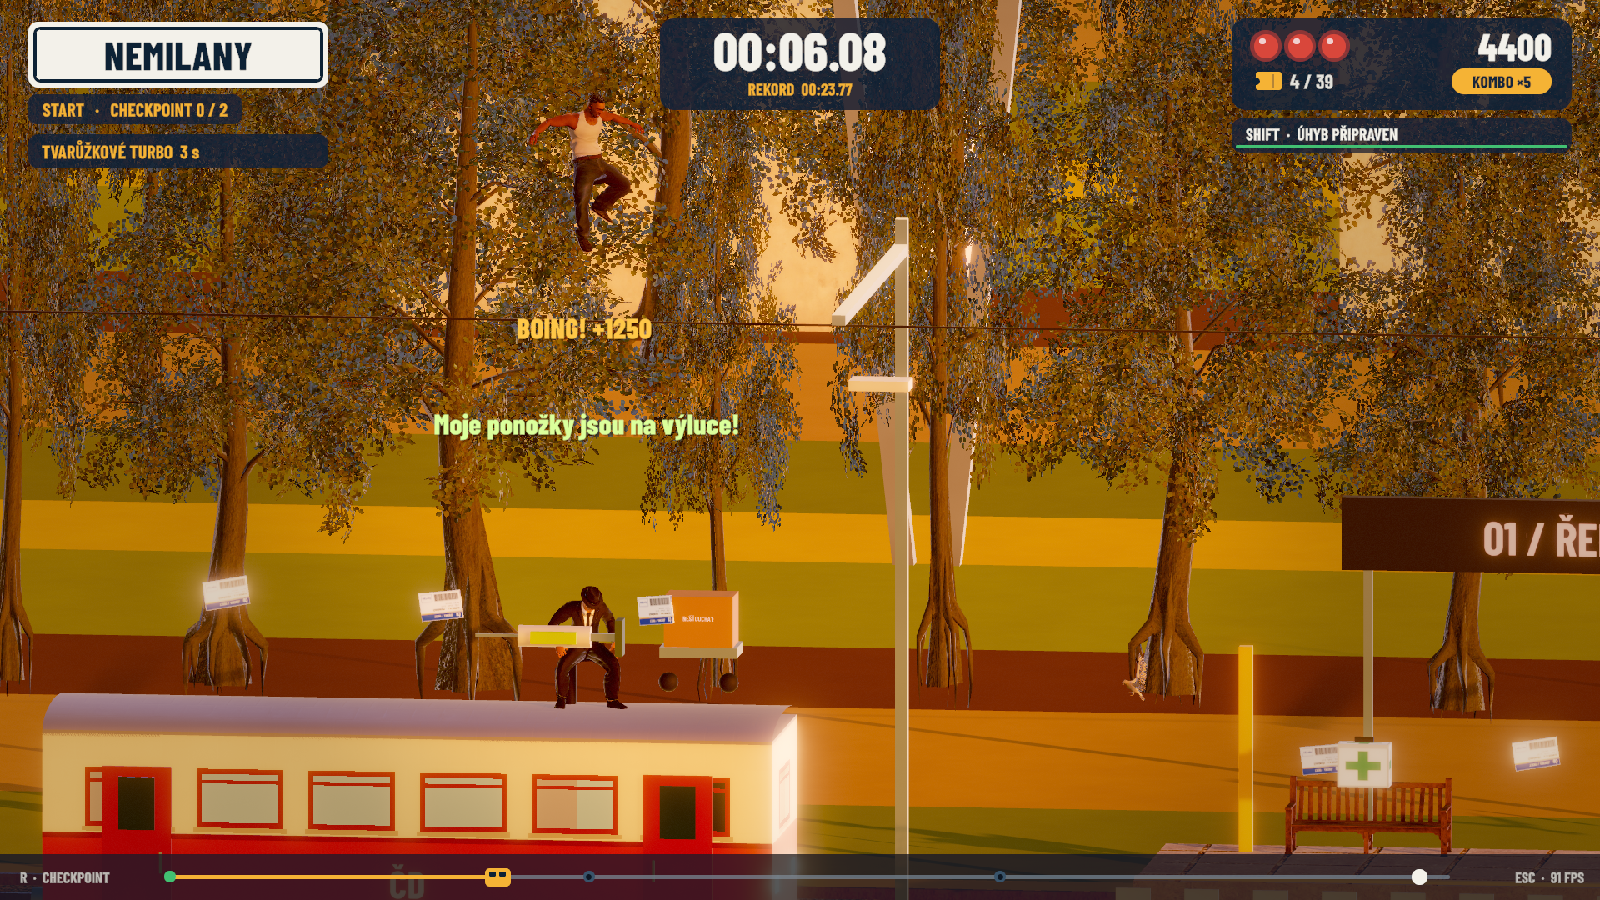 NEMILANY
START · CHECKPOINT 0 / 2
TVARŮŽKOVÉ TURBO 3 s
00:06.08
REKORD 00:23.77
4400
4 / 39
KOMBO ×5
SHIFT · ÚHYB PŘIPRAVEN
BOING! +1250
Moje ponožky jsou na výluce!
01 / ŘE
ČD
R · CHECKPOINT
ESC · 91 FPS